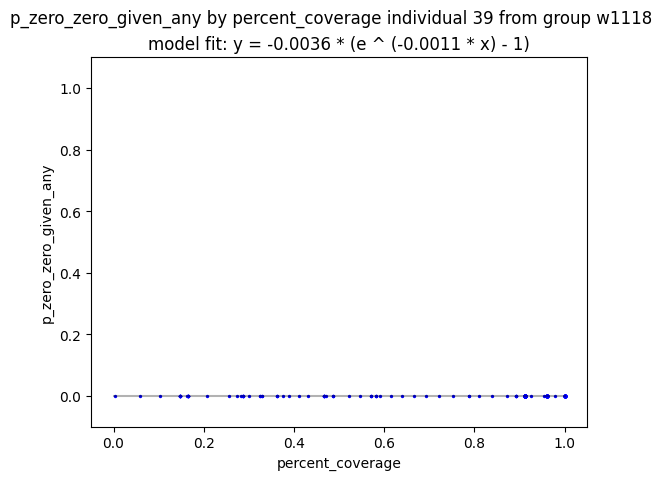 p_zero_zero_given_any by percent_coverage individual 39 from group w1118
model fit: y = -0.0036 * (e ^ (-0.0011 * x) - 1)
1.0
0.8
0.6
0.4
0.2
0.0
p_zero_zero_given_any
0.0 0.2 0.4 0.6 0.8 1.0
percent_coverage